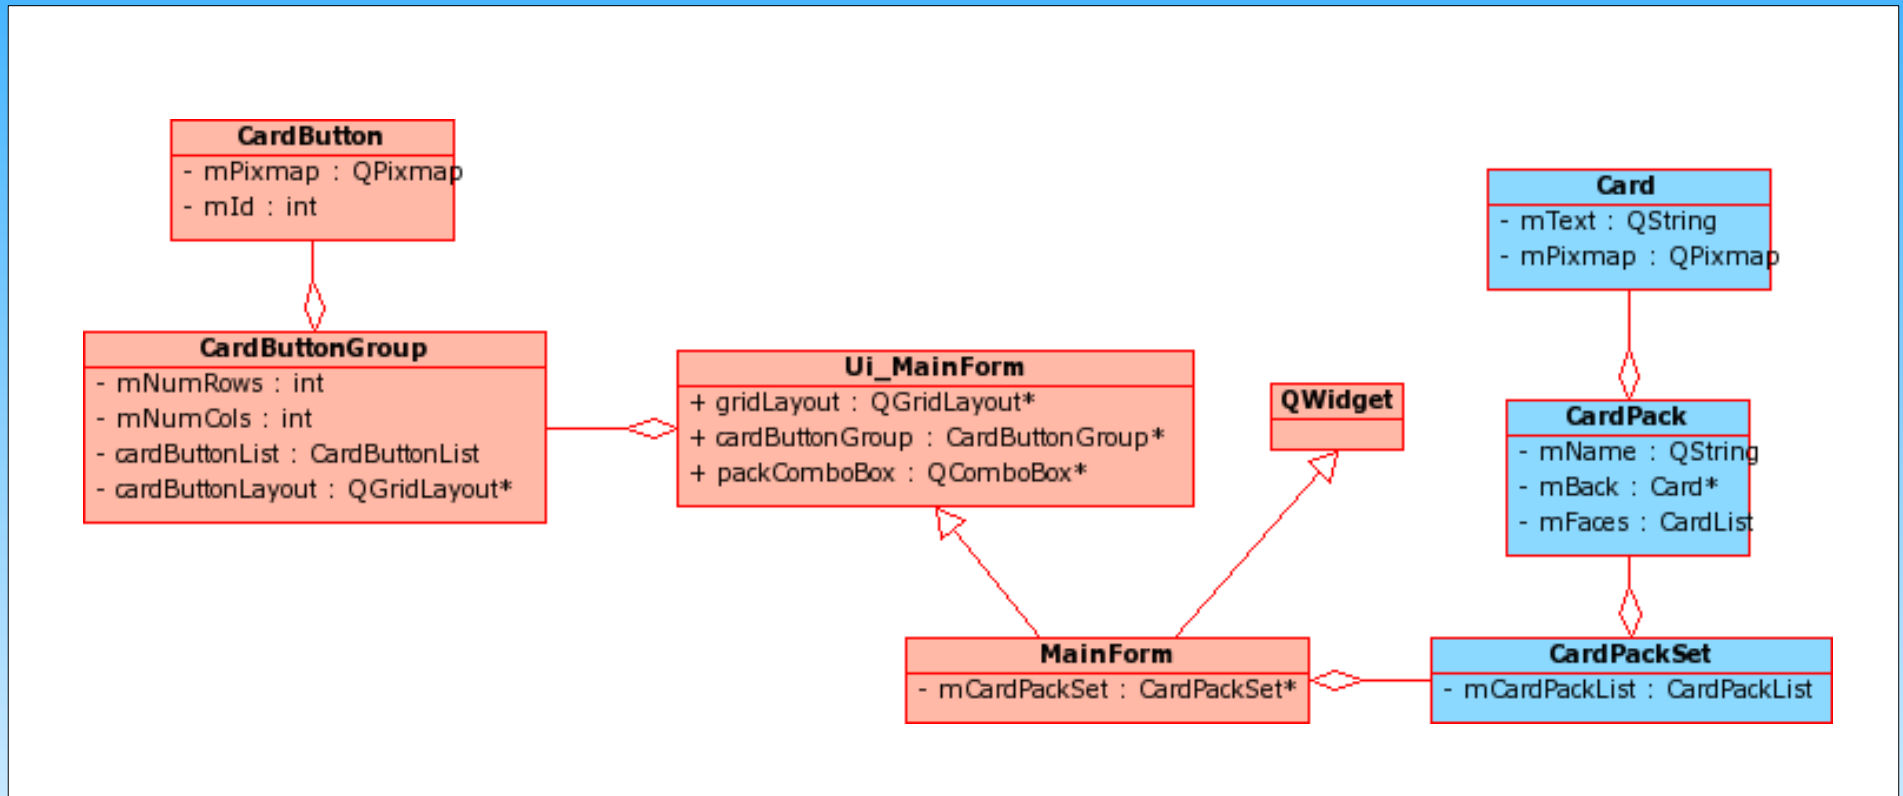 CardButton
- mPixmap : QPixmap
- mId : int
CardButtonGroup
- mNumRows : int
- mNumCols : int
- cardButtonList : CardButtonList
- cardButtonLayout : QGridLayout*
Ui_MainForm
+ gridLayout : QGridLayout*
+ cardButtonGroup : CardButtonGroup*
+ packComboBox : QComboBox*
QWidget
MainForm
- mCardPackSet : CardPackSet*
Card
- mText : QString
- mPixmap : QPixmap
CardPack
- mName : QString
- mBack : Card*
- mFaces : CardList
CardPackSet
- mCardPackList : CardPackList